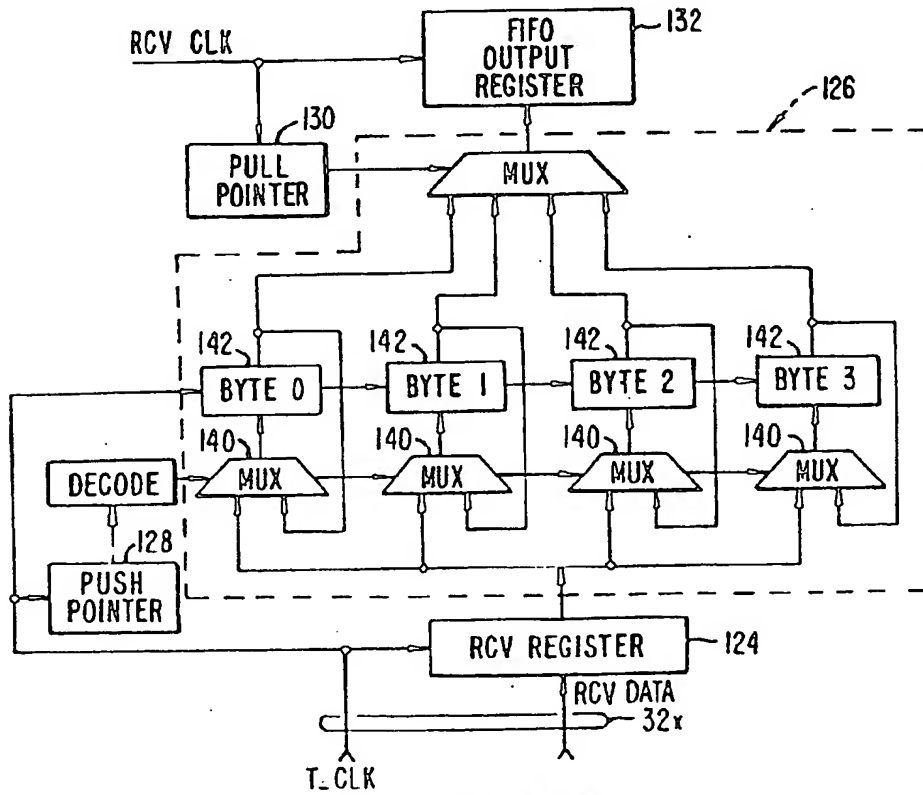 RCV CLK
FIFO
OUTPUT
REGISTER
132
126
130
PULL
POINTER
MUX
142
142
142
142
BYTE 0
BYTE 1
BYTE 2
BYTE 3
140
140
140
140
DECODE
MUX
MUX
MUX
MUX
128
PUSH
POINTER
RCV REGISTER
124
RCV DATA
32x
T_CLK